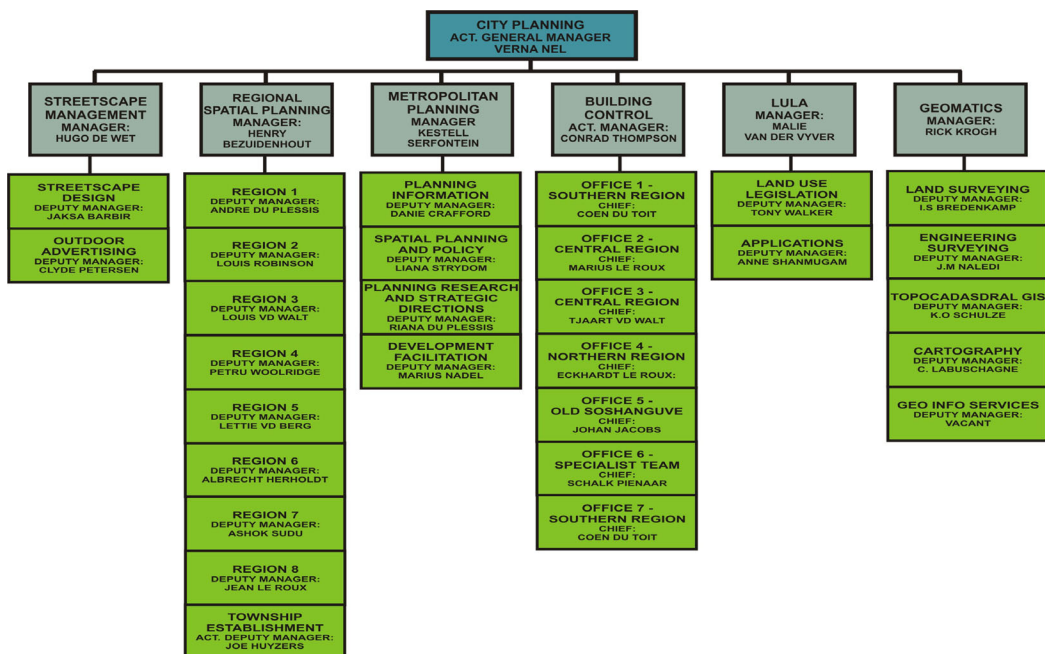 CITY PLANNING
ACT. GENERAL MANAGER
VERNA NEL
STREETSCAPE
MANAGEMENT
MANAGER:
HUGO DE WET
STREETSCAPE
DESIGN
DEPUTY MANAGER:
JAKSA BARBIR
OUTDOOR
ADVERTISING
DEPUTY MANAGER:
CLYDE PETERSEN
REGIONAL
SPATIAL PLANNING
MANAGER:
HENRY
BEZUIDENHOUT
REGION 1
DEPUTY MANAGER:
ANDRE DU PLESSIS
REGION 2
DEPUTY MANAGER:
LOUIS ROBINSON
REGION 3
DEPUTY MANAGER:
LOUIS VD WALT
REGION 4
DEPUTY MANAGER:
PETRU WOOLRIDGE
REGION 5
DEPUTY MANAGER:
LETTIE VD BERG
REGION 6
DEPUTY MANAGER:
ALBRECHT HERHOLDT
REGION 7
DEPUTY MANAGER:
ASHOK SUDU
REGION 8
DEPUTY MANAGER:
JEAN LE ROUX
TOWNSHIP
ESTABLISHMENT
ACT. DEPUTY MANAGER:
JOE HUYZERS
METROPOLITAN
PLANNING
MANAGER
KESTELL
SERFONTEIN
PLANNING
INFORMATION
DEPUTY MANAGER:
DANIE CRAFFORD
SPATIAL PLANNING
AND POLICY
DEPUTY MANAGER:
LIANA STRYDOM
PLANNING RESEARCH
AND STRATEGIC
DIRECTIONS
DEPUTY MANAGER:
RIANA DU PLESSIS
DEVELOPMENT
FACILITATION
DEPUTY MANAGER:
MARIUS NADEL
BUILDING
CONTROL
ACT. MANAGER:
CONRAD THOMPSON
OFFICE 1 -
SOUTHERN REGION
CHIEF:
COEN DU TOIT
OFFICE 2 -
CENTRAL REGION
CHIEF:
MARIUS LE ROUX
OFFICE 3 -
CENTRAL REGION
CHIEF:
TJAART VD WALT
OFFICE 4 -
NORTHERN REGION
CHIEF:
ECKHARDT LE ROUX:
OFFICE 5 -
OLD SOSHANGUVE
CHIEF:
JOHAN JACOBS
OFFICE 6 -
SPECIALIST TEAM
CHIEF:
SCHALK PIENAAR
OFFICE 7 -
SOUTHERN REGION
CHIEF:
COEN DU TOIT
LULA
MANAGER:
MALIE
VAN DER VYVER
LAND USE
LEGISLATION
DEPUTY MANAGER:
TONY WALKER
APPLICATIONS
DEPUTY MANAGER:
ANNE SHANMUGAM
GEOMATICS
MANAGER:
RICK KROGH
LAND SURVEYING
DEPUTY MANAGER:
I.S BREDENKAMP
ENGINEERING
SURVEYING
DEPUTY MANAGER:
J.M NALEDI
TOPOCADASDRAL GIS
DEPUTY MANAGER:
K.O SCHULZE
CARTOGRAPHY
DEPUTY MANAGER:
C. LABUSCHAGNE
GEO INFO SERVICES
DEPUTY MANAGER:
VACANT